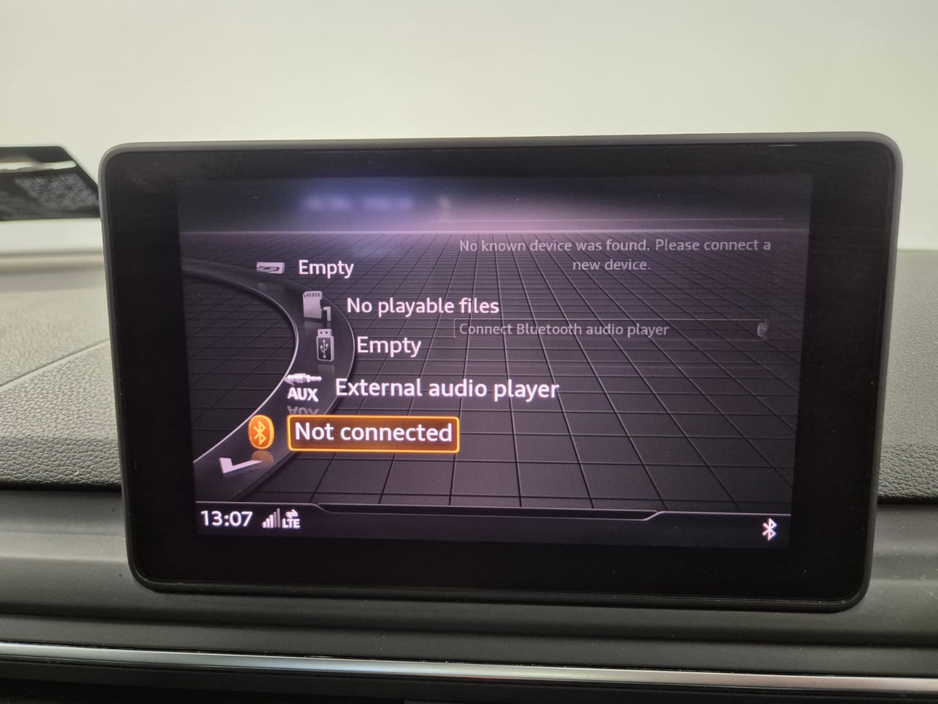 No known device was found. Please connect a
new device.
Empty
1
No playable files
Connect Bluetooth audio player
Empty
AUX
External audio player
Not connected
13:07
LTE